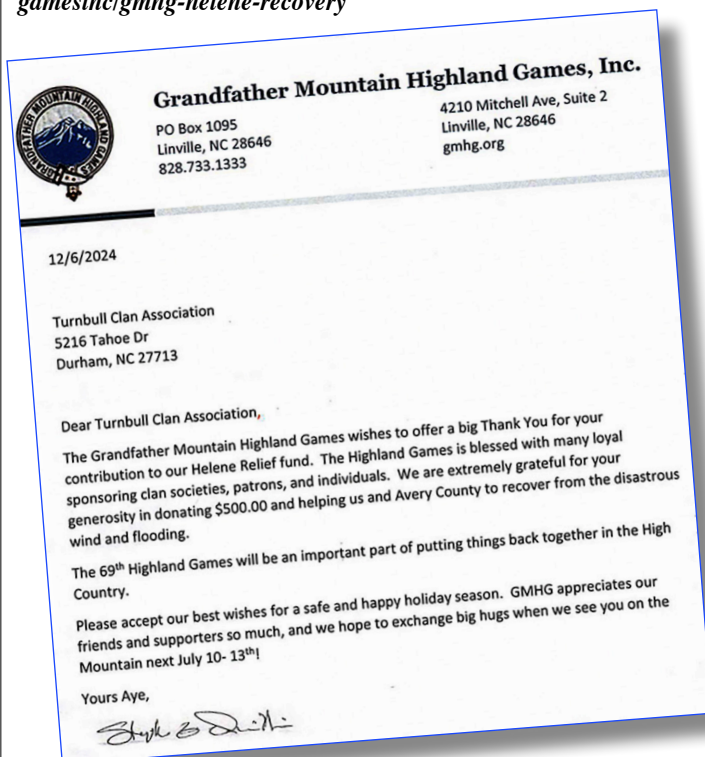 gamesinc/gmhg-helene-recovery
GRANDFATHER MOUNTAIN HIGHLAND GAMES
Grandfather Mountain Highland Games, Inc.
PO Box 1095
Linville, NC 28646
828.733.1333
4210 Mitchell Ave, Suite 2
Linville, NC 28646
gmhg.org
12/6/2024
Turnbull Clan Association
5216 Tahoe Dr
Durham, NC 27713
Dear Turnbull Clan Association,
The Grandfather Mountain Highland Games wishes to offer a big Thank You for your
contribution to our Helene Relief fund.  The Highland Games is blessed with many loyal
sponsoring clan societies, patrons, and individuals.  We are extremely grateful for your
generosity in donating $500.00 and helping us and Avery County to recover from the disastrous
wind and flooding.
The 69th Highland Games will be an important part of putting things back together in the High
Country.
Please accept our best wishes for a safe and happy holiday season.  GMHG appreciates our
friends and supporters so much, and we hope to exchange big hugs when we see you on the
Mountain next July 10- 13th!
Yours Aye,